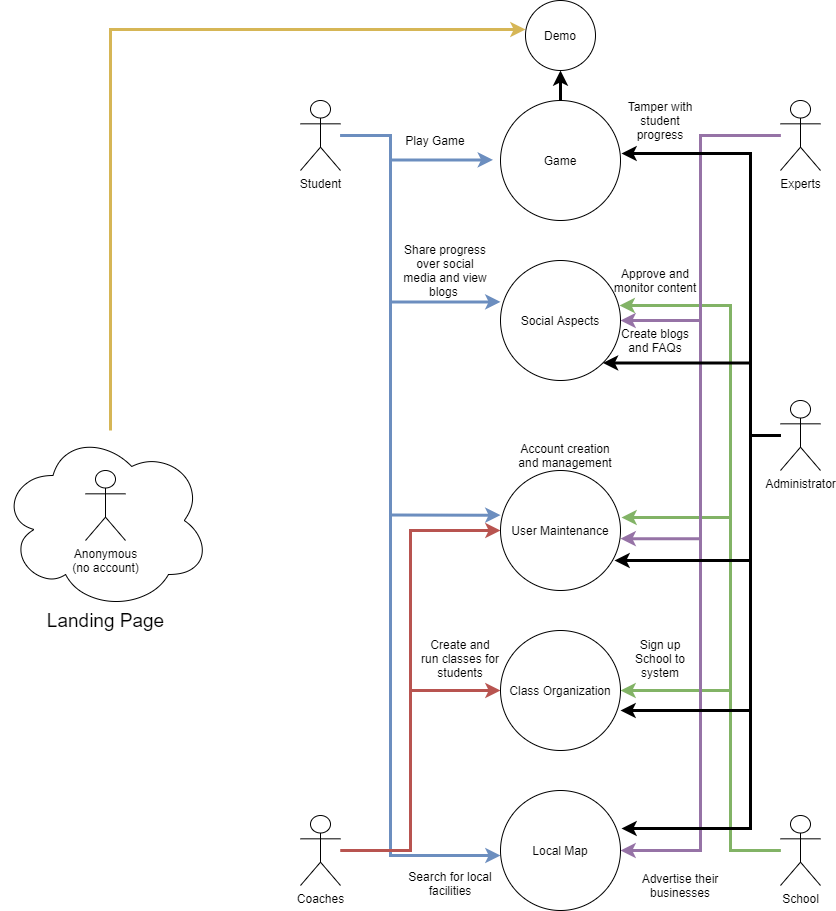 Demo
Tamper with
student
progress
Play Game
Game
Student
Experts
Share progress
over social
media and view
blogs
Approve and
monitor content
Social Aspects
Create blogs
and FAQs
Account creation
and management
Administrator
User Maintenance
Anonymous
(no account)
Landing Page
Create and
run classes for
students
Sign up
School to
system
Class Organization
Local Map
Search for local
facilities
Advertise their
businesses
Coaches
School